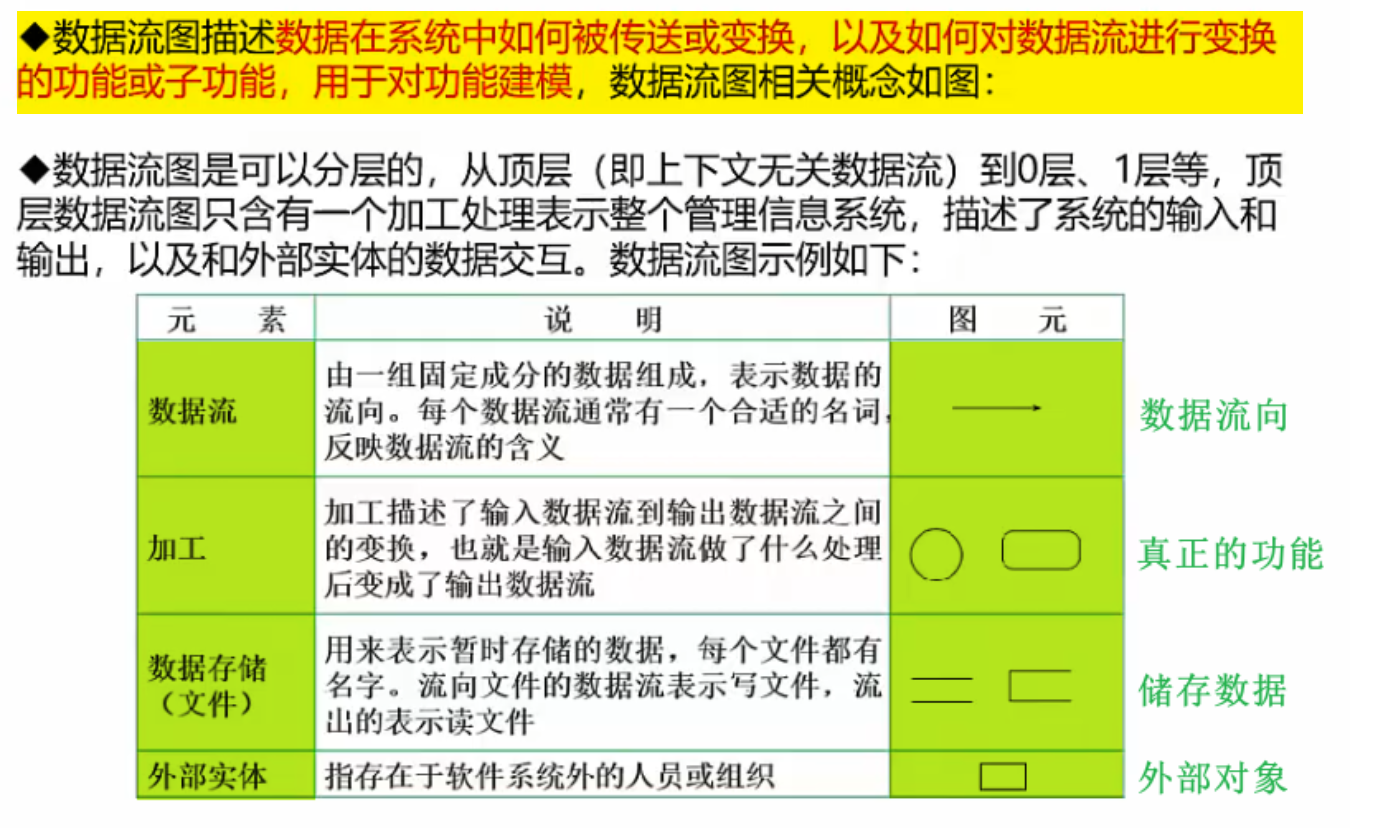 ◆数据流图描述数据在系统中如何被传送或变换，以及如何对数据流进行变换
的功能或子功能，用于对功能建模，数据流图相关概念如图：
◆数据流图是可以分层的，从顶层（即上下文无关数据流）到0层、1层等，顶
层数据流图只含有一个加工处理表示整个管理信息系统，描述了系统的输入和
输出，以及和外部实体的数据交互。数据流图示例如下：
元 素 说 明 图 元
数据流
由一组固定成分的数据组成，表示数据的
流向。每个数据流通常有一个合适的名词，
反映数据流的含义
数据流向
加工
加工描述了输入数据流到输出数据流之间
的变换，也就是输入数据流做了什么处理
后变成了输出数据流
真正的功能
数据存储
（文件）
用来表示暂时存储的数据，每个文件都有
名字。流向文件的数据流表示写文件，流
出的表示读文件
储存数据
外部实体
指存在于软件系统外的人员或组织
外部对象